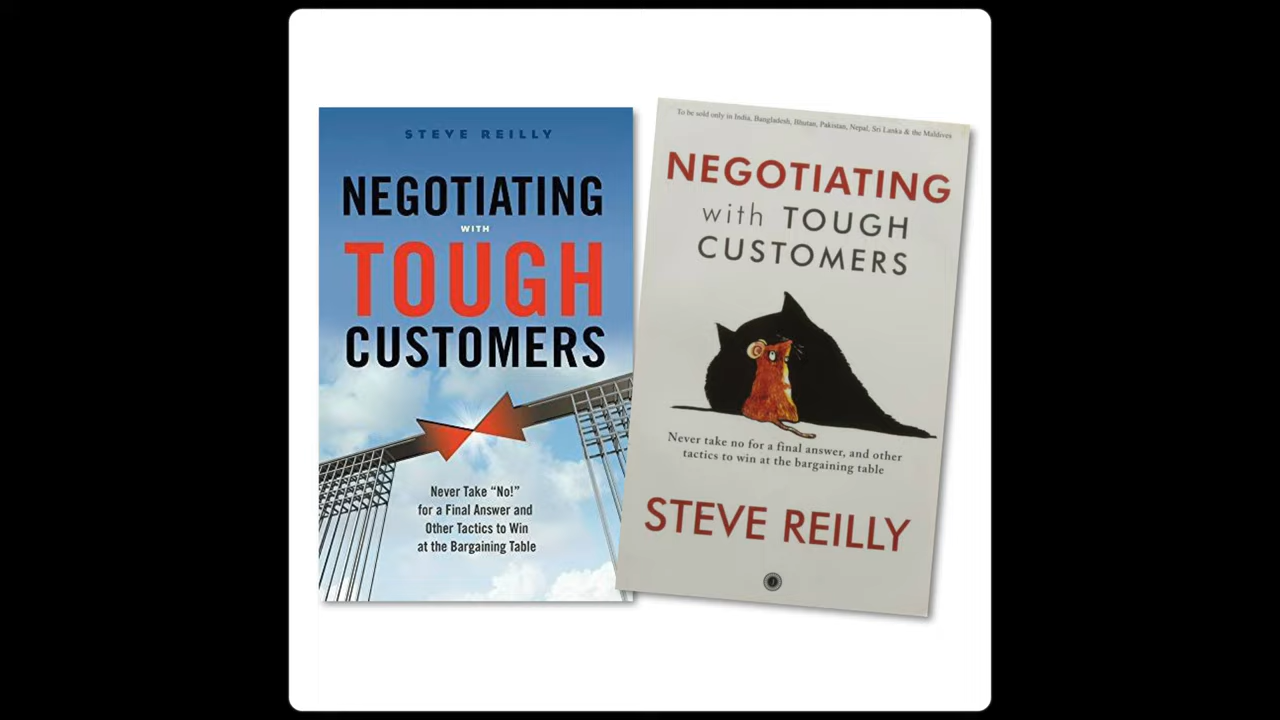 STEVE REILLY
NEGOTIATING
WITH
TOUGH
CUSTOMERS
Never Take “No!”
for a Final Answer and
Other Tactics to Win
at the Bargaining Table
To be sold only in India, Bangladesh, Bhutan, Pakistan, Nepal, Sri Lanka & the Maldives
NEGOTIATING
with TOUGH
CUSTOMERS
Never take no for a final answer, and other
tactics to win at the bargaining table
STEVE REILLY